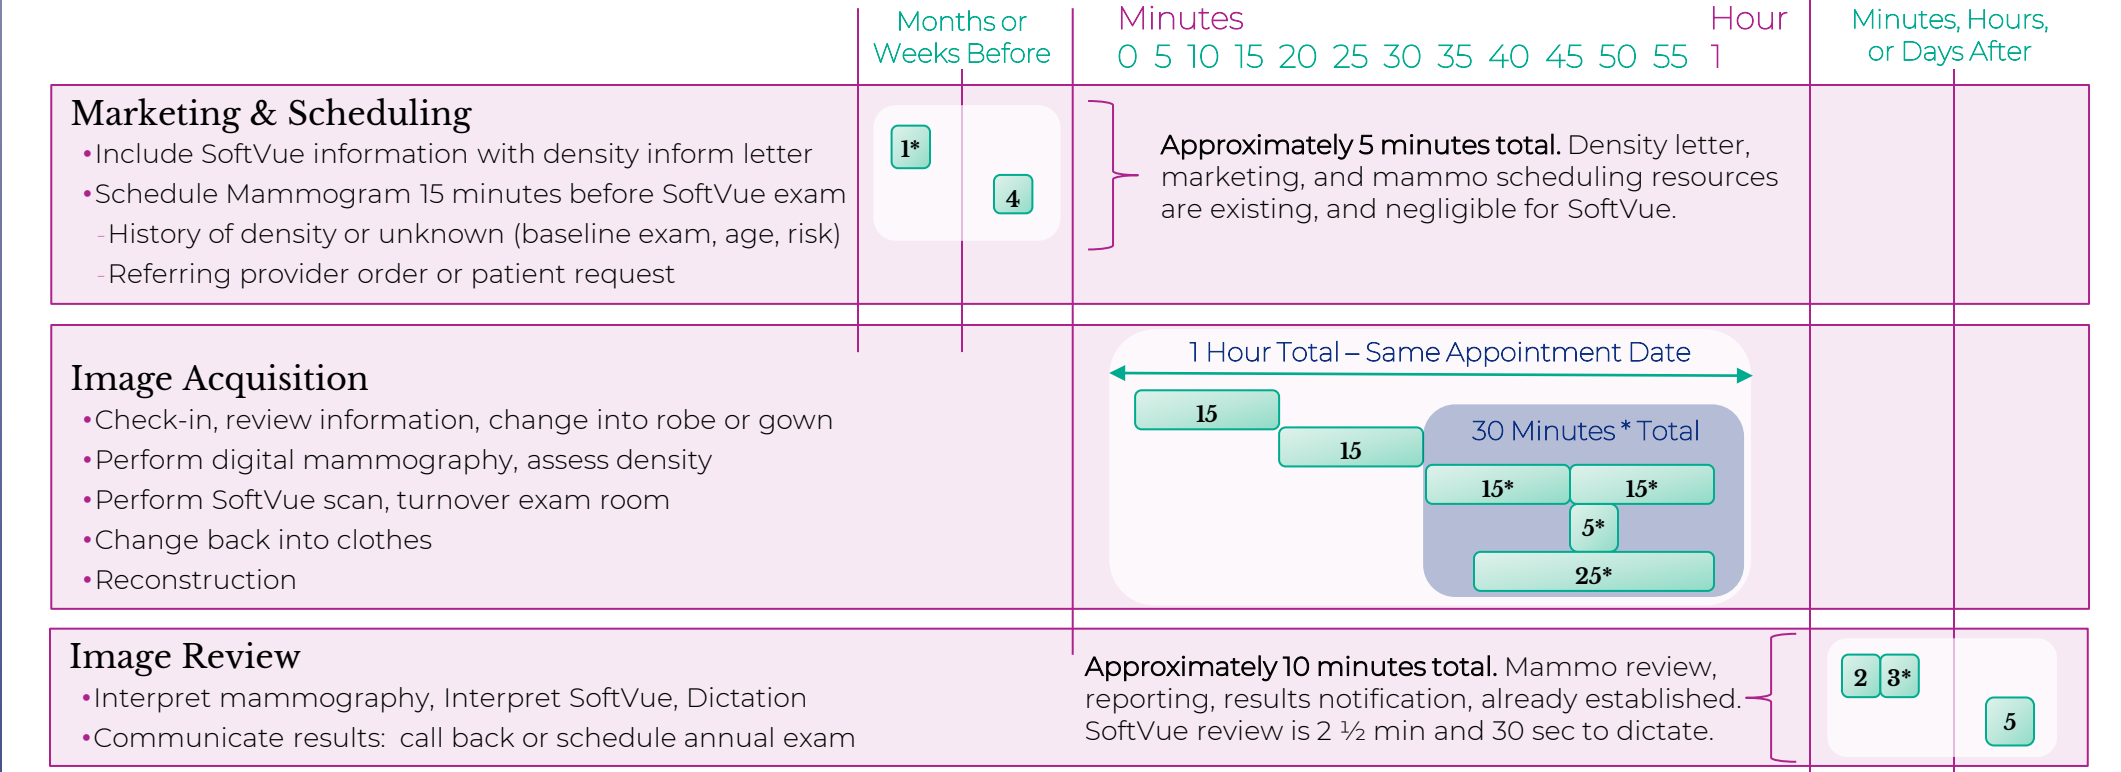 Months or
Weeks Before
Minutes
Hour
0 5 10 15 20 25 30 35 40 45 50 55 1
Minutes, Hours,
or Days After
Marketing & Scheduling
•Include SoftVue information with density inform letter
•Schedule Mammogram 15 minutes before SoftVue exam
-History of density or unknown (baseline exam, age, risk)
-Referring provider order or patient request
1*
4
Approximately 5 minutes total. Density letter,
marketing, and mammo scheduling resources
are existing, and negligible for SoftVue.
Image Acquisition
•Check-in, review information, change into robe or gown
•Perform digital mammography, assess density
•Perform SoftVue scan, turnover exam room
•Change back into clothes
•Reconstruction
1 Hour Total – Same Appointment Date
15
15
30 Minutes * Total
15* 15*
5*
25*
Image Review
•Interpret mammography, Interpret SoftVue, Dictation
•Communicate results:  call back or schedule annual exam
Approximately 10 minutes total. Mammo review,
reporting, results notification, already established.
SoftVue review is 2 ½ min and 30 sec to dictate.
2 3*
5